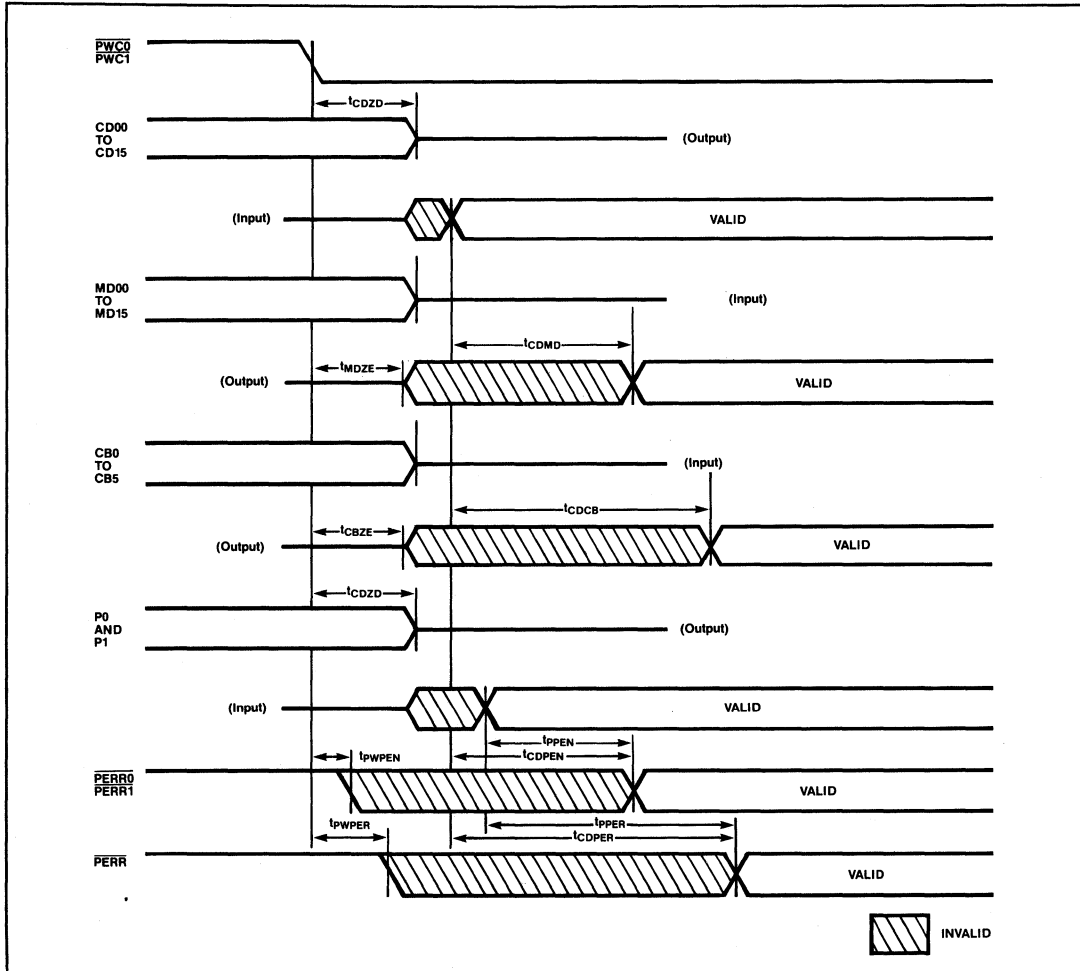 PWC0
PWC1
tCDZD
CD00
TO
CD15
(Output)
(Input)
VALID
MD00
TO
MD15
(Input)
tCDMD
tMDZE
(Output)
VALID
CB0
TO
CB5
(Input)
tCDCB
tCBZE
(Output)
VALID
tCDZD
P0
AND
P1
(Output)
(Input)
VALID
tPPEN
tPWPEN
tCDPEN
PERR0
PERR1
VALID
tPPER
tPWPER
tCDPER
PERR
VALID
INVALID